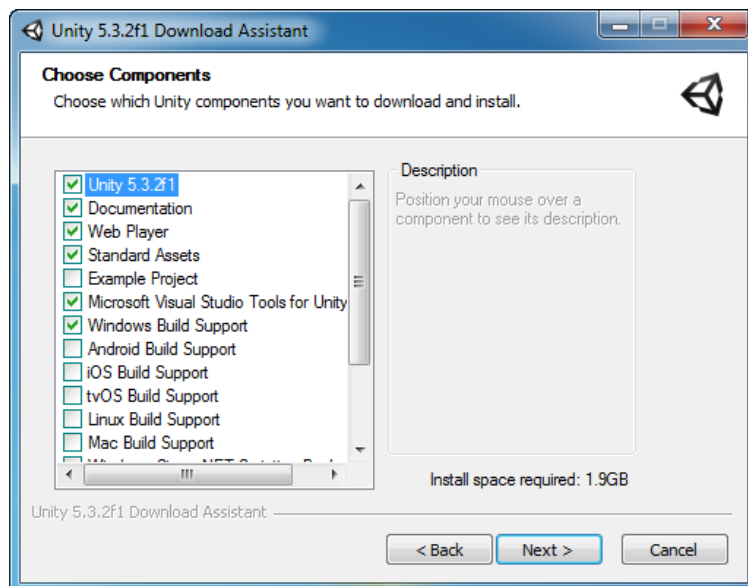 Unity 5.3.2f1 Download Assistant
Choose Components
Choose which Unity components you want to download and install.
Unity 5.3.2f1
Documentation
Web Player
Standard Assets
Example Project
Microsoft Visual Studio Tools for Unity
Windows Build Support
Android Build Support
iOS Build Support
tvOS Build Support
Linux Build Support
Mac Build Support
Description
Position your mouse over a
component to see its description.
Install space required: 1.9GB
Unity 5.3.2f1 Download Assistant
< Back
Next >
Cancel